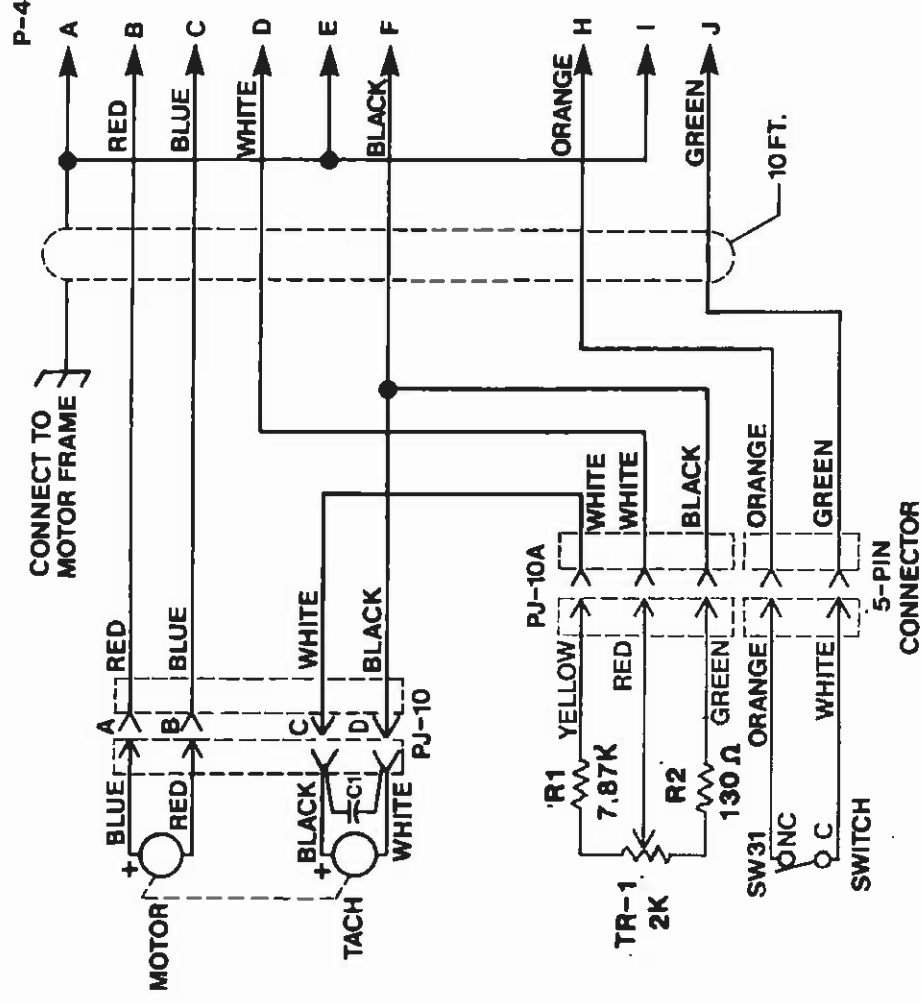 P-4
A
B
C
D
E
F
H
I
J
RED
BLUE
WHITE
BLACK
ORANGE
GREEN
10 FT.
CONNECT TO
MOTOR FRAME
RED
BLUE
WHITE
BLACK
A
B
C
D
PJ-10
BLUE
RED
BLACK
WHITE
C1
+
+
MOTOR
TACH
WHITE
WHITE
BLACK
ORANGE
GREEN
PJ-10A
5-PIN
CONNECTOR
YELLOW
RED
GREEN
ORANGE
WHITE
R1
7.87K
R2
130 Ω
TR-1
2K
SW31
NC
C
SWITCH